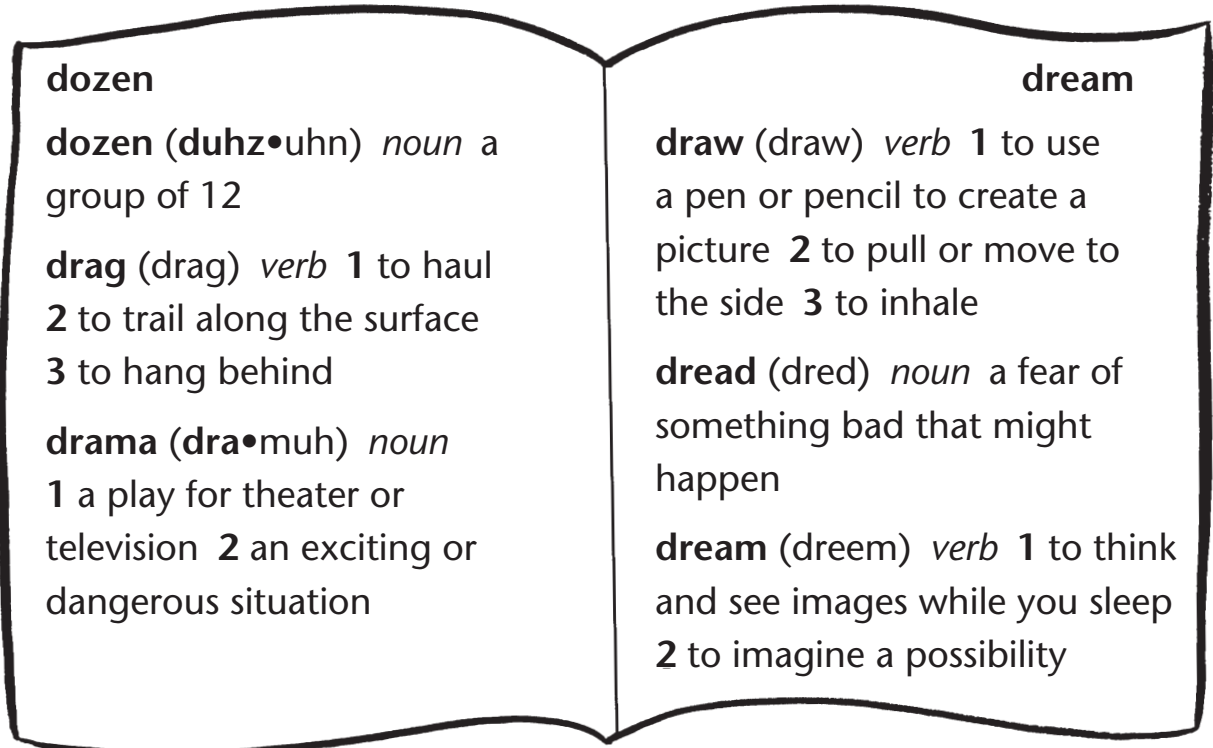 dozen
dozen (duhz•uhn) noun a
group of 12
drag (drag) verb 1 to haul
2 to trail along the surface
3 to hang behind
drama (dra•muh) noun
1 a play for theater or
television 2 an exciting or
dangerous situation
dream
draw (draw) verb 1 to use
a pen or pencil to create a
picture 2 to pull or move to
the side 3 to inhale
dread (dred) noun a fear of
something bad that might
happen
dream (dreem) verb 1 to think
and see images while you sleep
2 to imagine a possibility